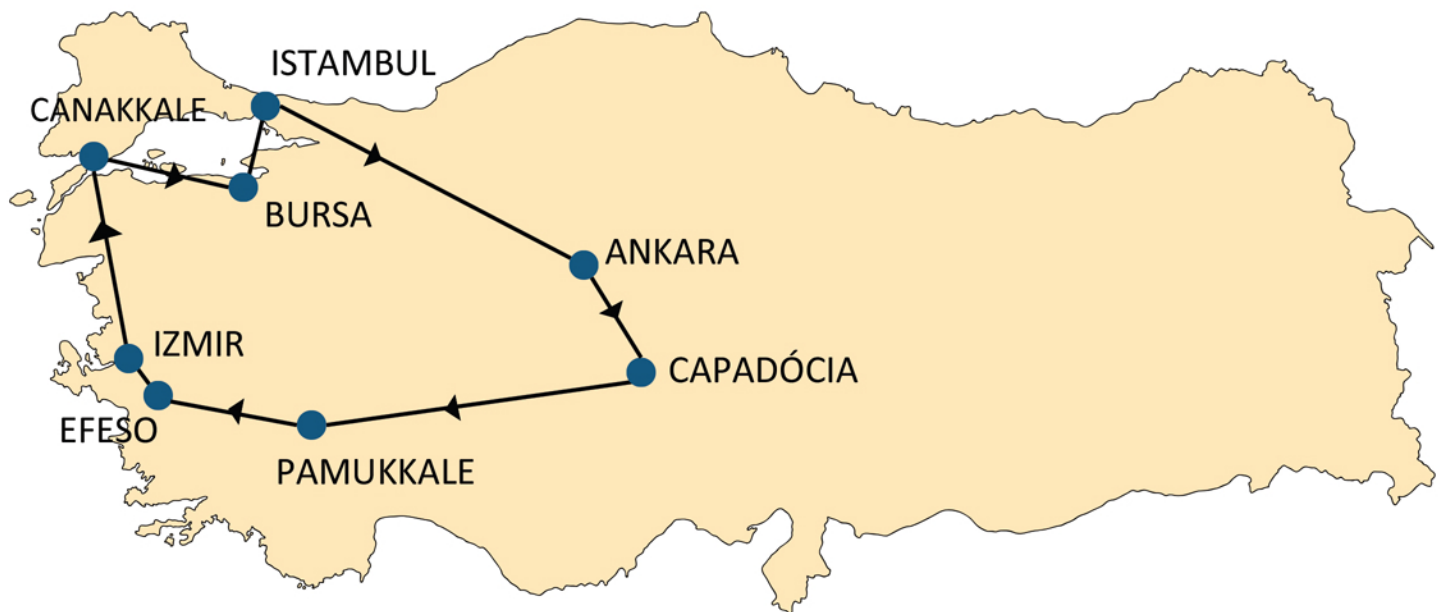 ISTAMBUL
CANAKKALE
BURSA
ANKARA
IZMIR
CAPADÓCIA
EFESO
PAMUKKALE